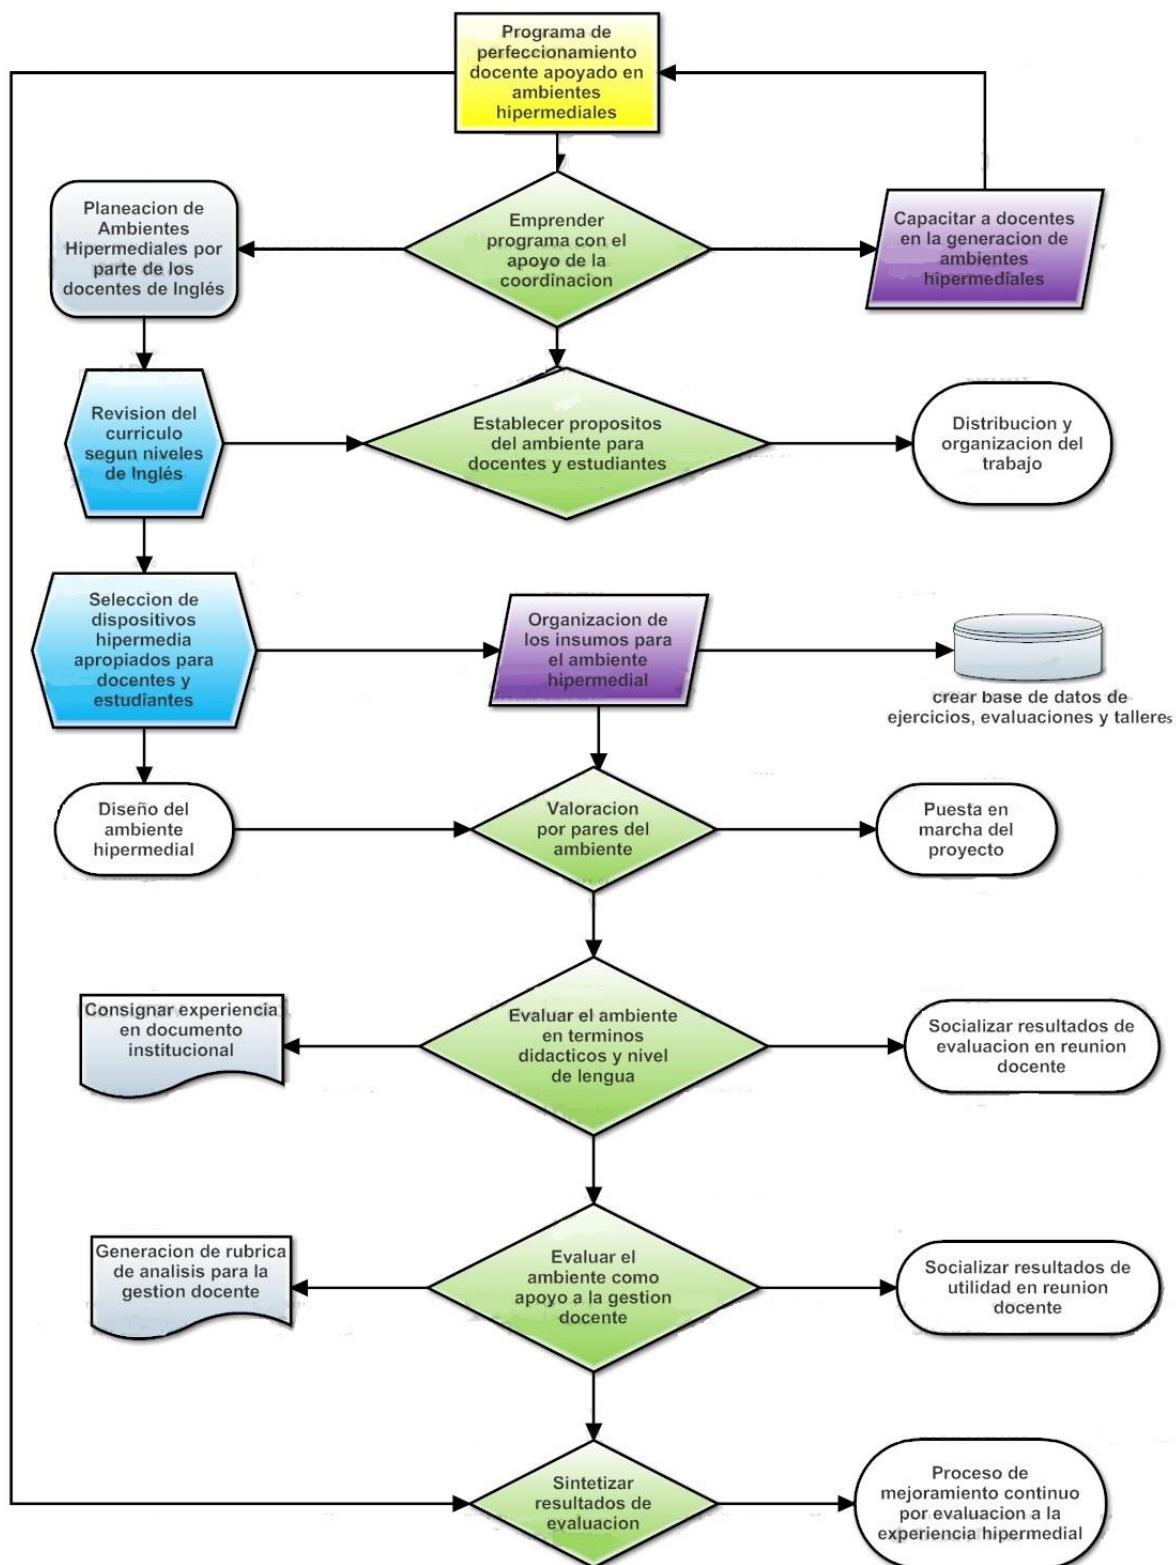 Programa de
perfeccionamiento
docente apoyado en
ambientes
hipermediales
Planeacion de
Ambientes
Hipermediales por
parte de los
docentes de Inglés
Emprender
programa con el
apoyo de la
coordinacion
Capacitar a docentes
en la generacion de
ambientes
hipermediales
Revision del
curriculo
segun niveles
de Inglés
Establecer propositos
del ambiente para
docentes y estudiantes
Distribucion y
organizacion del
trabajo
Seleccion de
dispositivos
hipermedia
apropiados para
docentes y
estudiantes
Organizacion de
los insumos para
el ambiente
hipermedial
crear base de datos de
ejercicios, evaluaciones y talleres
Diseño del
ambiente
hipermedial
Valoracion
por pares del
ambiente
Puesta en
marcha del
proyecto
Consignar experiencia
en documento
institucional
Evaluar el ambiente
en terminos
didacticos y nivel
de lengua
Socializar resultados de
evaluacion en reunion
docente
Generacion de rubrica
de analisis para la
gestion docente
Evaluar el
ambiente como
apoyo a la gestion
docente
Socializar resultados de
utilidad en reunion
docente
Sintetizar
resultados de
evaluacion
Proceso de
mejoramiento continuo
por evaluacion a la
experiencia hipermedial